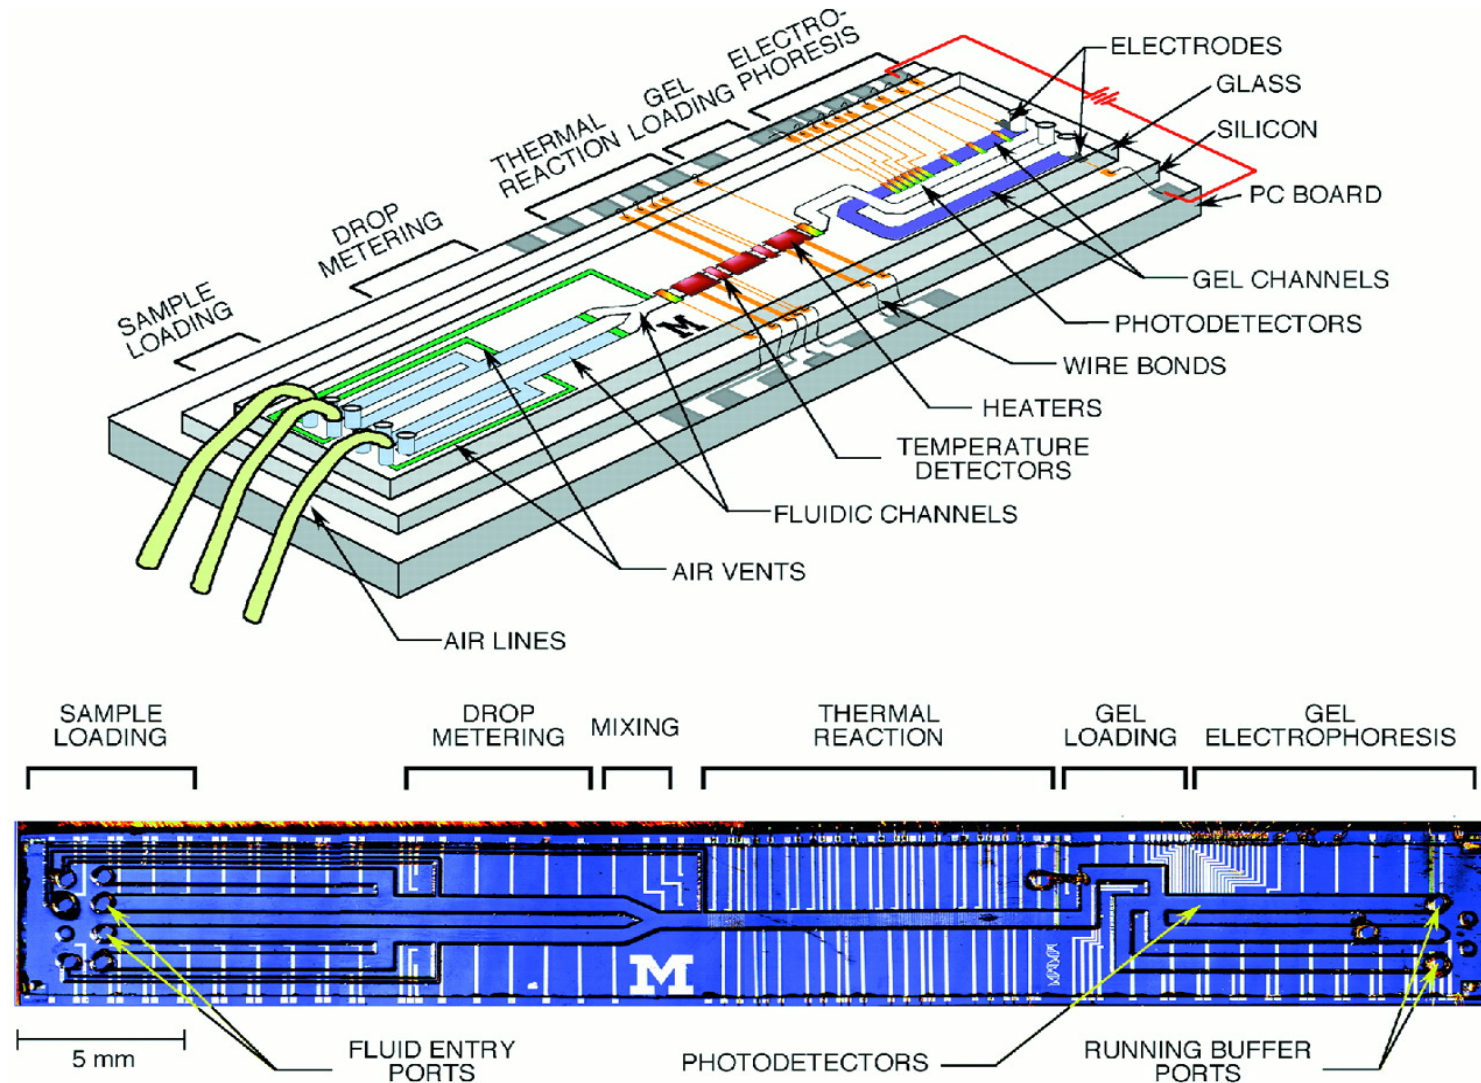 ELECTRO-
PHORESIS
GEL
LOADING
THERMAL
REACTION
DROP
METERING
SAMPLE
LOADING
ELECTRODES
GLASS
SILICON
PC BOARD
GEL CHANNELS
PHOTODETECTORS
WIRE BONDS
HEATERS
TEMPERATURE
DETECTORS
FLUIDIC CHANNELS
AIR VENTS
AIR LINES
M
SAMPLE
LOADING
DROP
METERING
MIXING
THERMAL
REACTION
GEL
LOADING
GEL
ELECTROPHORESIS
M
5 mm
FLUID ENTRY
PORTS
PHOTODETECTORS
RUNNING BUFFER
PORTS